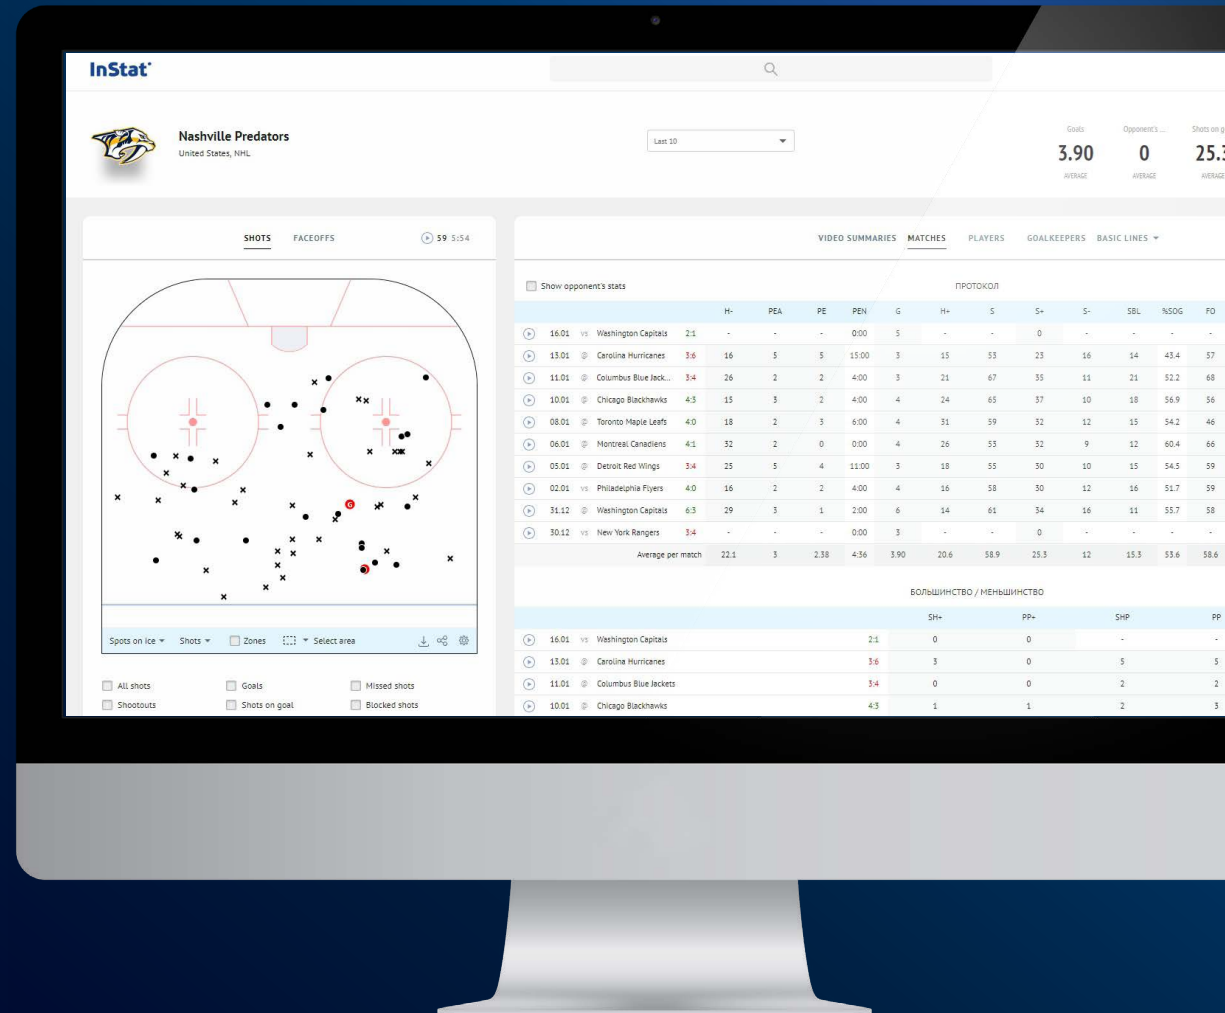 InStat
Nashville Predators
United States, NHL
Last 10
Goals Opponent's ... Shots on g
3.90 0 25.3
AVERAGE AVERAGE AVERAGE
SHOTS FACEOFFS 59 5:54
VIDEO SUMMARIES MATCHES PLAYERS GOALKEEPERS BASIC LINES
Show opponent's stats ПРОТОКОЛ
H- PEA PE PEN G H+ S S+ S- SBL %SOG FO
16.01 vs Washington Capitals 2:1 - - - 0:00 5 - - 0 - - - -
13.01 @ Carolina Hurricanes 3:6 16 5 5 15:00 3 15 53 23 16 14 43.4 57
11.01 @ Columbus Blue Jack... 3:4 26 2 2 4:00 3 21 67 35 11 21 52.2 68
10.01 @ Chicago Blackhawks 4:3 15 3 2 4:00 4 24 65 37 10 18 56.9 56
08.01 @ Toronto Maple Leafs 4:0 18 2 3 6:00 4 31 59 32 12 15 54.2 46
06.01 @ Montreal Canadiens 4:1 32 2 0 0:00 4 26 53 32 9 12 60.4 66
05.01 @ Detroit Red Wings 3:4 25 5 4 11:00 3 18 55 30 10 15 54.5 59
02.01 vs Philadelphia Flyers 4:0 16 2 2 4:00 4 16 58 30 12 16 51.7 59
31.12 @ Washington Capitals 6:3 29 3 1 2:00 6 14 61 34 16 11 55.7 58
30.12 vs New York Rangers 3:4 - - - 0:00 3 - - 0 - - - -
Average per match 22.1 3 2.38 4:36 3.90 20.6 58.9 25.3 12 15.3 53.6 58.6
G
БОЛЬШИНСТВО / МЕНЬШИНСТВО
SH+ PP+ SHP PP
16.01 vs Washington Capitals 2:1 0 0 - -
13.01 @ Carolina Hurricanes 3:6 3 0 5 5
11.01 @ Columbus Blue Jackets 3:4 0 0 2 2
10.01 @ Chicago Blackhawks 4:3 1 1 2 3
Spots on ice Shots Zones Select area
All shots Goals Missed shots
Shootouts Shots on goal Blocked shots